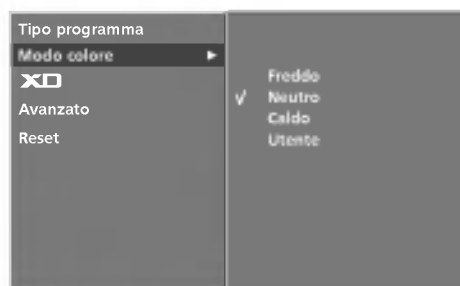 Tipo programma
Modo colore
XD
Avanzato
Reset
Freddo
√ Neutro
Caldo
Utente